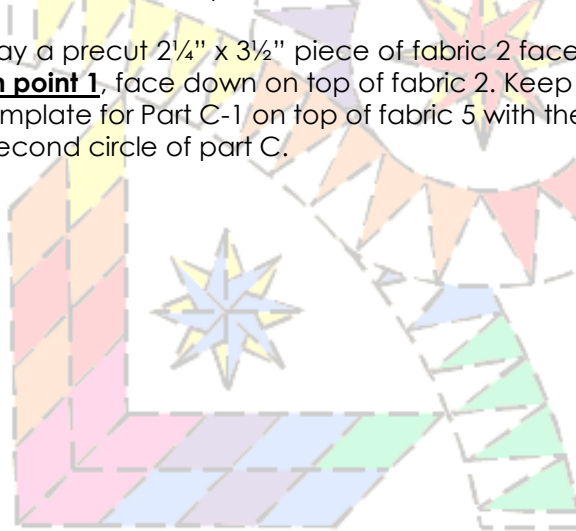 ay a precut 2¼” x 3½” piece of fabric 2 face
point 1, face down on top of fabric 2. Keep
mplate for Part C-1 on top of fabric 5 with the
econd circle of part C.